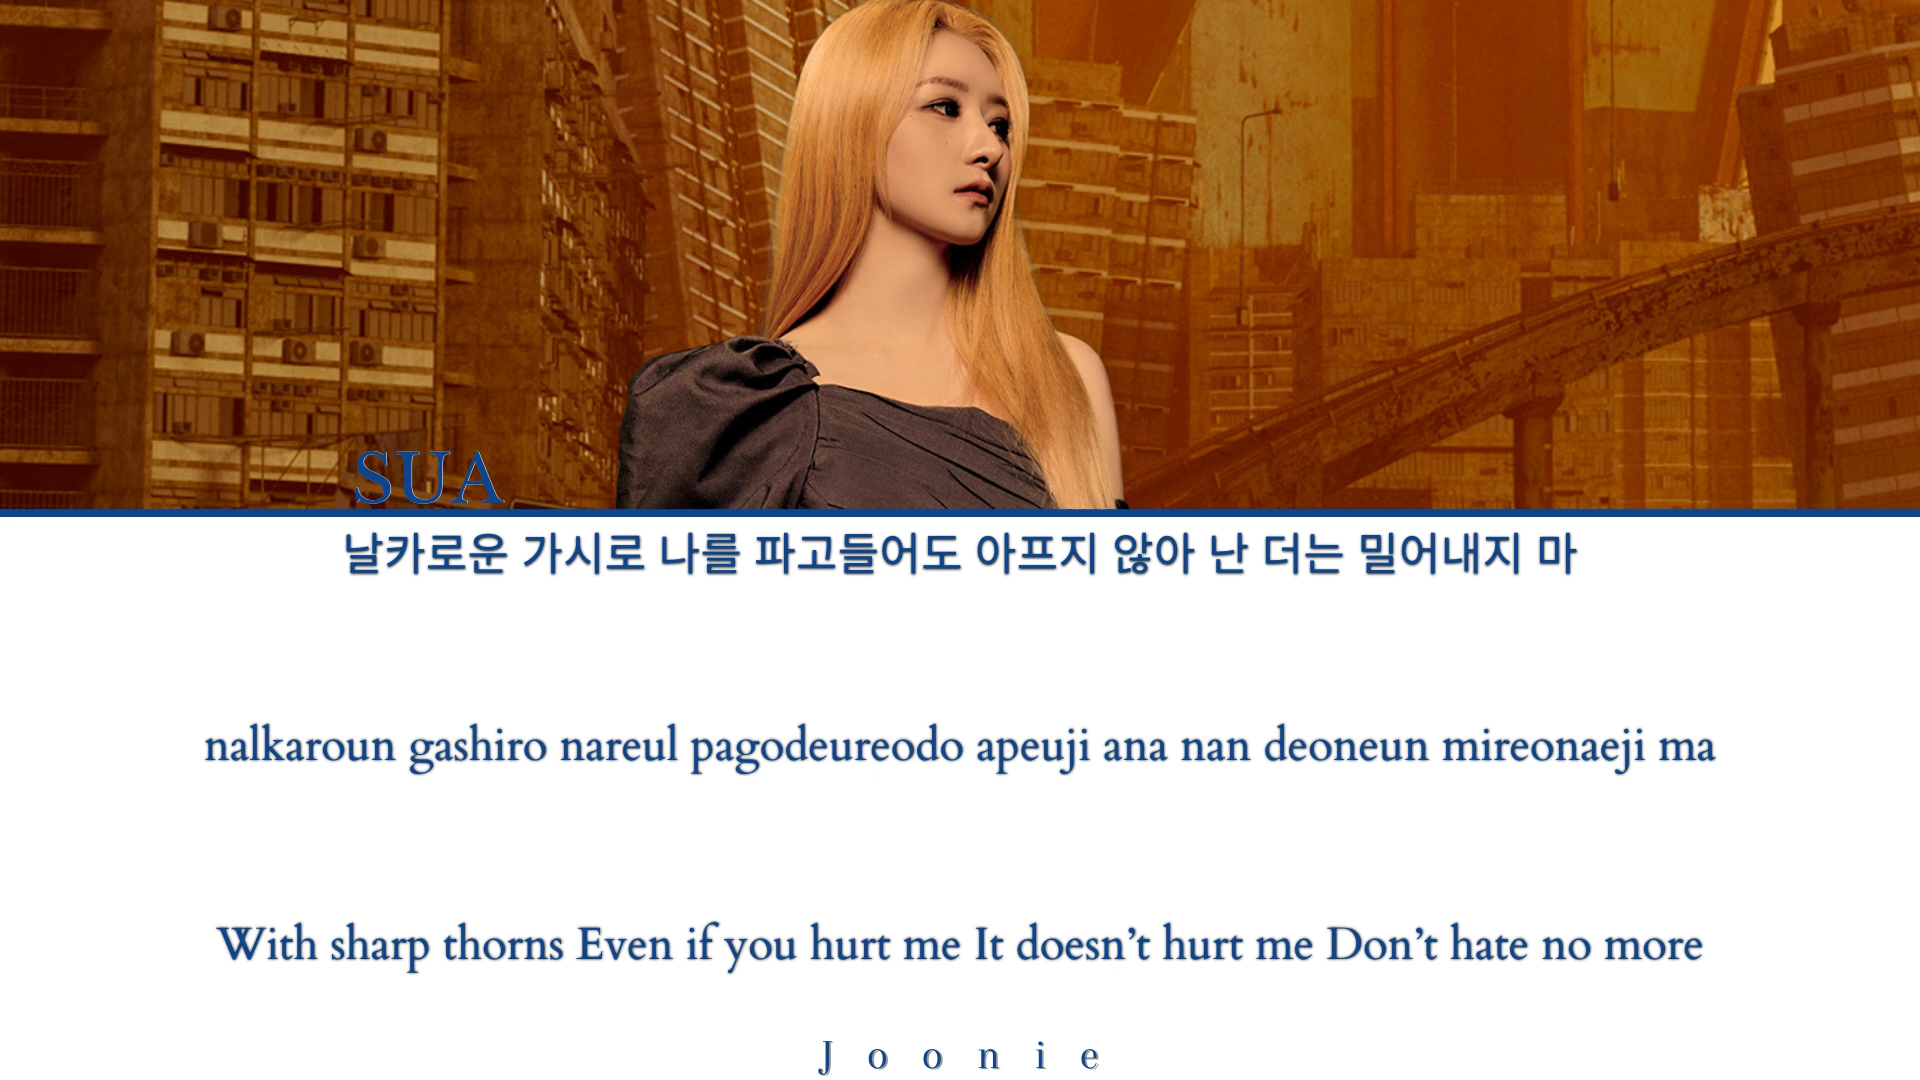 SUA
날카로운 가시로 나를 파고들어도 아프지 않아 난 더는 밀어내지 마
nalkaroun gashiro nareul pagodeureodo apeuji ana nan deoneun mireonaeji ma
With sharp thorns Even if you hurt me It doesn’t hurt me Don’t hate no more
Joonie